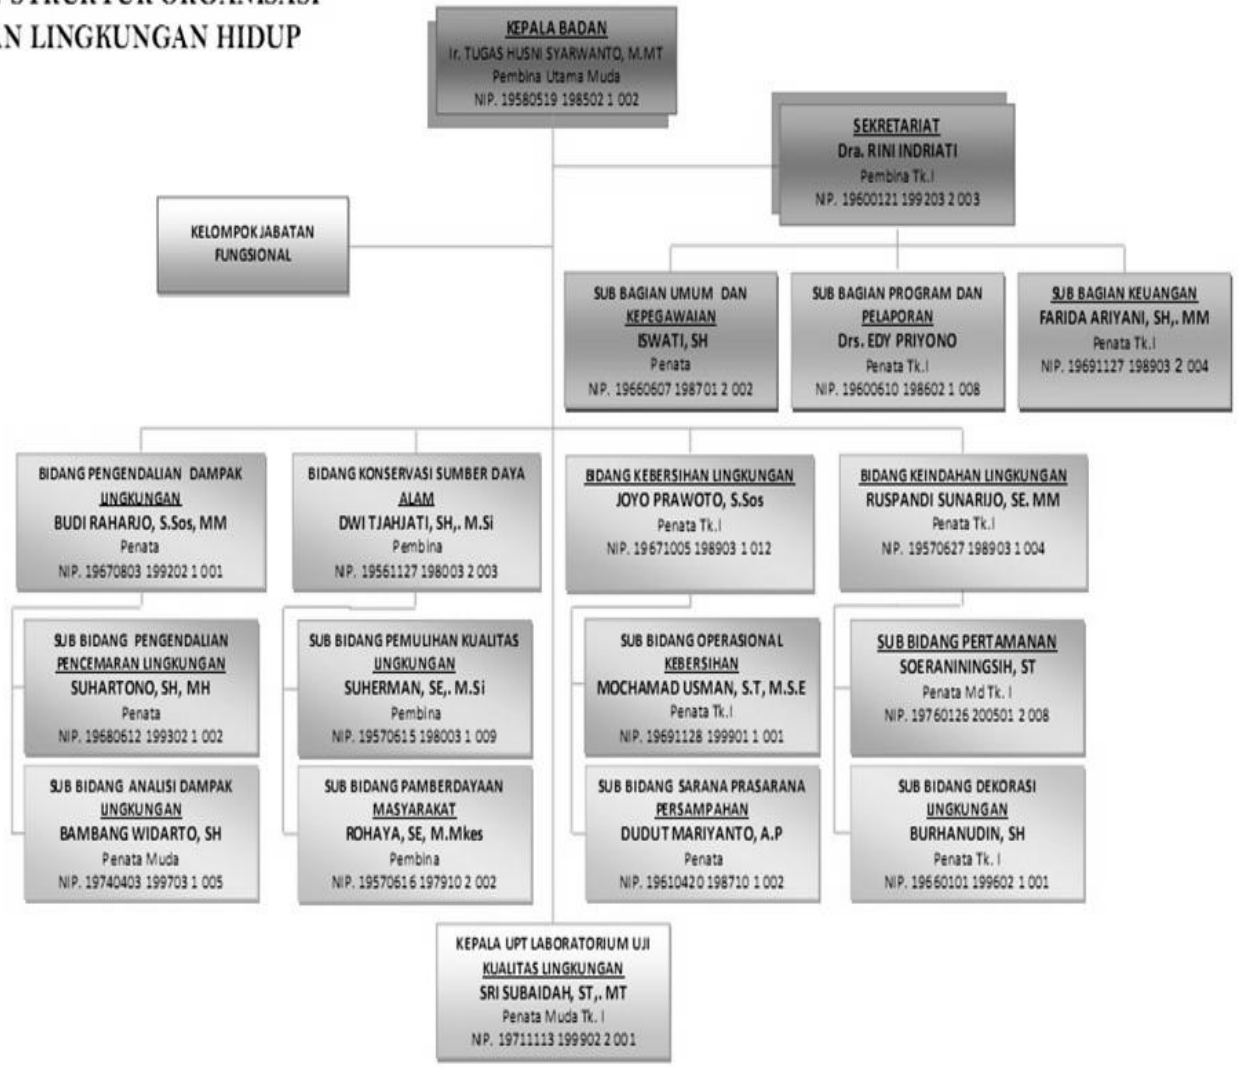 STRUKTUR ORGANISASI
AN LINGKUNGAN HIDUP
KEPALA BADAN
Ir. TUGAS HUSNI SYARWANTO, M.MT
Pembina Utama Muda
NIP. 19580519 198502 1 002
SEKRETARIAT
Dra. RINI INDRIATI
Pembina Tk.I
NIP. 19600121 199203 2 003
KELOMPOK JABATAN
FUNGSIONAL
SUB BAGIAN UMUM DAN
KEPEGAWAIAN
ISWATI, SH
Penata
NIP. 19660607 198701 2 002
SUB BAGIAN PROGRAM DAN
PELAPORAN
Drs. EDY PRIYONO
Penata Tk.I
NIP. 19600610 198602 1 008
SUB BAGIAN KEUANGAN
FARIDA ARIYANI, SH,. MM
Penata Tk.I
NIP. 19691127 198903 2 004
BIDANG PENGENDALIAN DAMPAK
LINGKUNGAN
BUDI RAHARJO, S.Sos, MM
Penata
NIP. 19670803 199202 1 001
BIDANG KONSERVASI SUMBER DAYA
ALAM
DWI TJAHJATI, SH,. M.Si
Pembina
NIP. 19561127 198003 2 003
BIDANG KEBERSIHAN LINGKUNGAN
JOYO PRAWOTO, S.Sos
Penata Tk.I
NIP. 19671005 198903 1 012
BIDANG KEINDAHAN LINGKUNGAN
RUSPANDI SUNARIJO, SE. MM
Penata Tk.I
NIP. 19570627 198903 1 004
SUB BIDANG PENGENDALIAN
PENCEMARAN LINGKUNGAN
SUHARTONO, SH, MH
Penata
NIP. 19680612 199302 1 002
SUB BIDANG PEMULIHAN KUALITAS
LINGKUNGAN
SUHERMAN, SE,. M.Si
Pembina
NIP. 19570615 198003 1 009
SUB BIDANG OPERASIONAL
KEBERSIHAN
MOCHAMAD USMAN, S.T, M.S.E
Penata Tk.I
NIP. 19691128 199901 1 001
SUB BIDANG PERTAMANAN
SOERANININGSIH, ST
Penata Md Tk. I
NIP. 19760126 200501 2 008
SUB BIDANG ANALISI DAMPAK
LINGKUNGAN
BAMBANG WIDARTO, SH
Penata Muda
NIP. 19740403 199703 1 005
SUB BIDANG PAMBERDAYAAN
MASYARAKAT
ROHAYA, SE, M.Mkes
Pembina
NIP. 19570616 197910 2 002
SUB BIDANG SARANA PRASARANA
PERSAMPAHAN
DUDUT MARIYANTO, A.P
Penata
NIP. 19610420 198710 1 002
SUB BIDANG DEKORASI
LINGKUNGAN
BURHANUDIN, SH
Penata Tk. I
NIP. 19660101 199602 1 001
KEPALA UPT LABORATORIUM UJI
KUALITAS LINGKUNGAN
SRI SUBAIDAH, ST,. MT
Penata Muda Tk. I
NIP. 19711113 199902 2 001